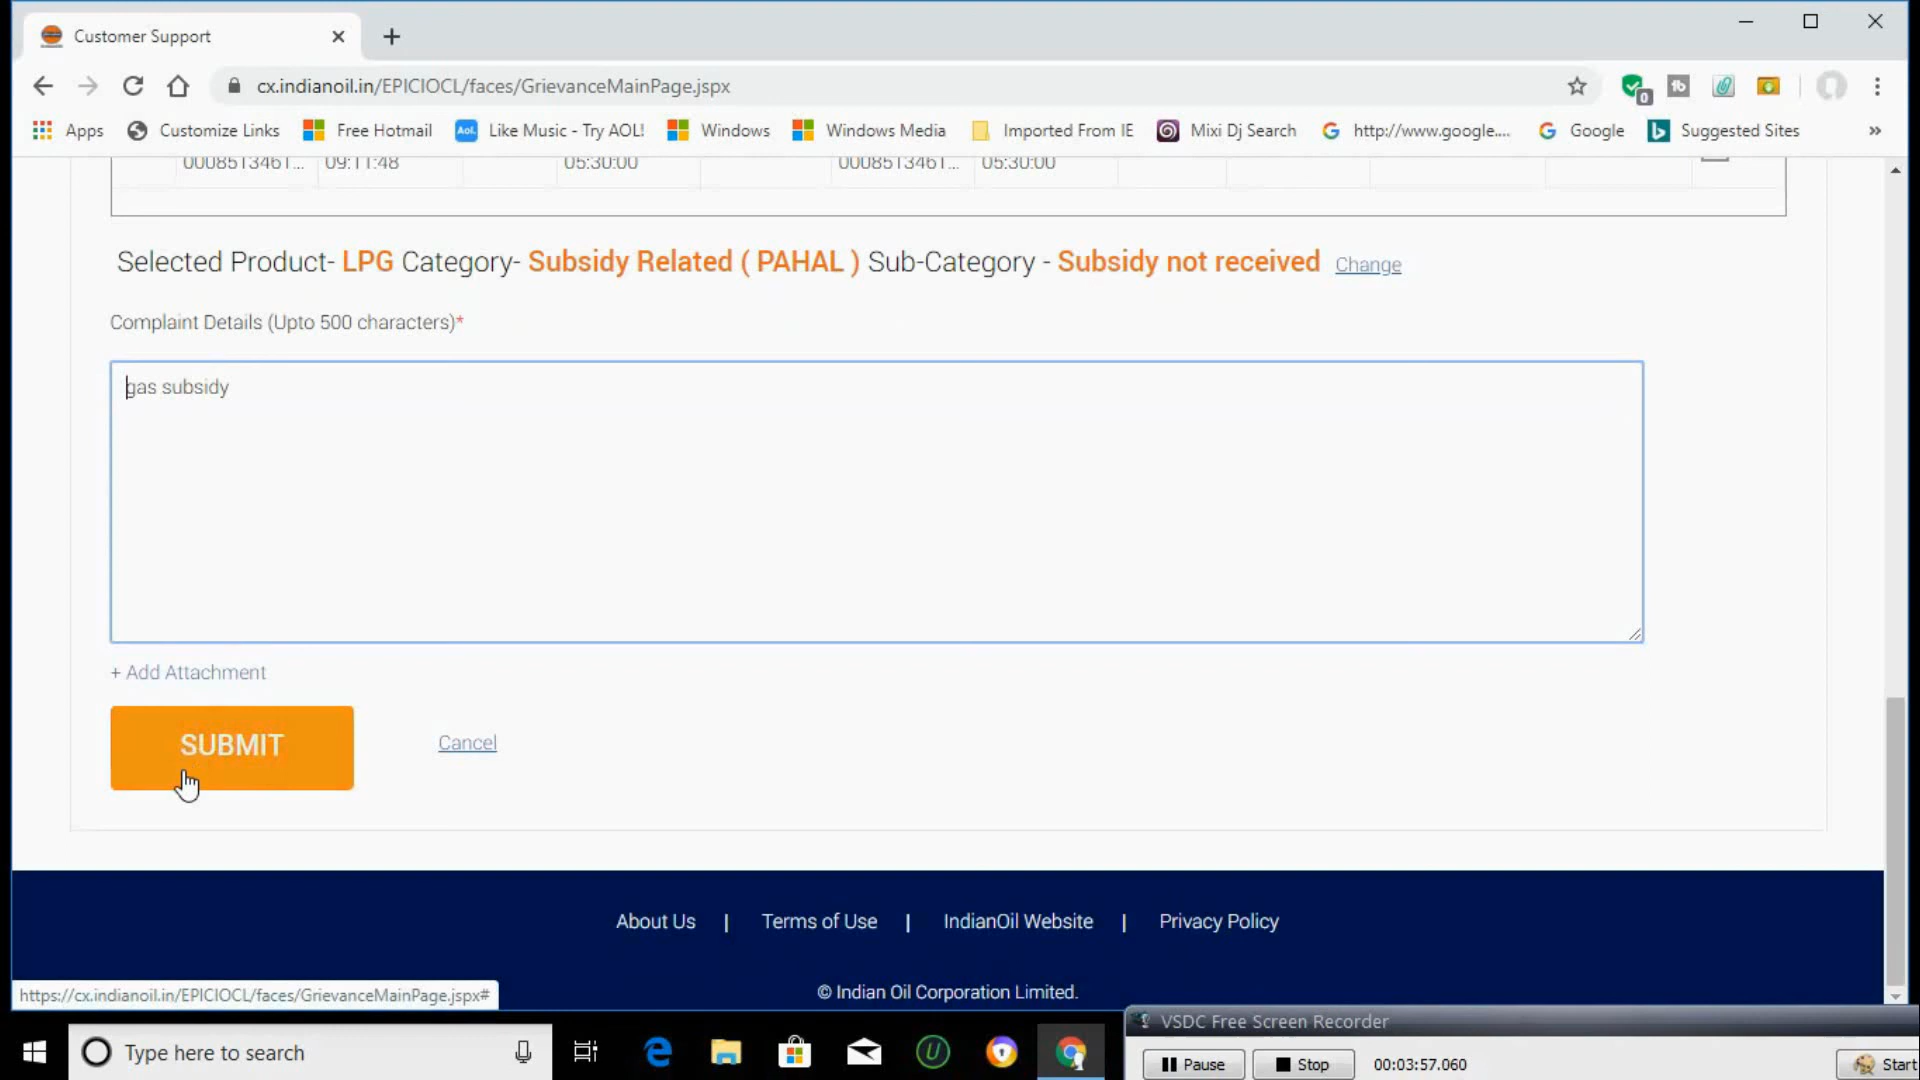 Customer Support
cx.indianoil.in/EPICIOCL/faces/GrievanceMainPage.jspx
0
Apps Customize Links Free Hotmail Aol. Like Music - Try AOL! Windows Windows Media Imported From IE Mixi Dj Search http://www.google.... Google Suggested Sites »
0008513461... 09:11:48 05:30:00 0008513461... 05:30:00
Selected Product- LPG Category- Subsidy Related ( PAHAL ) Sub-Category - Subsidy not received Change
Complaint Details (Upto 500 characters)*
gas subsidy
+ Add Attachment
SUBMIT Cancel
About Us | Terms of Use | IndianOil Website | Privacy Policy
https://cx.indianoil.in/EPICIOCL/faces/GrievanceMainPage.jspx#
© Indian Oil Corporation Limited.
VSDC Free Screen Recorder
Type here to search
Pause Stop 00:03:57.060 Start